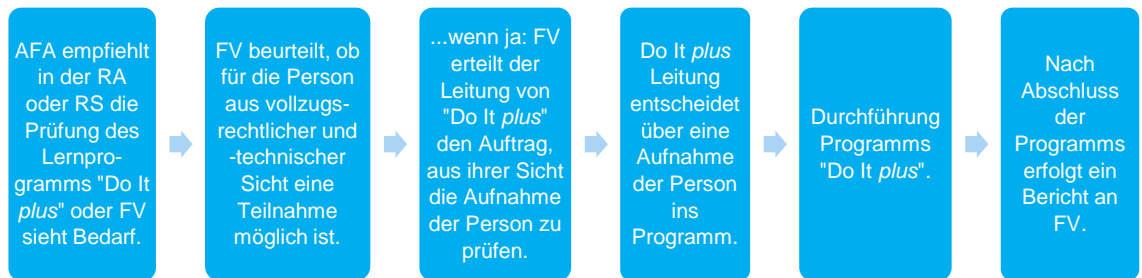 AFA empfiehlt
in der RA
oder RS die
Prüfung des
Lernpro-
gramms "Do It
plus" oder FV
sieht Bedarf.
FV beurteilt, ob
für die Person
aus vollzugs-
rechtlicher und
-technischer
Sicht eine
Teilnahme
möglich ist.
...wenn ja: FV
erteilt der
Leitung von
"Do It plus"
den Auftrag,
aus ihrer Sicht
die Aufnahme
der Person zu
prüfen.
Do It plus
Leitung
entscheidet
über eine
Aufnahme
der Person
ins
Programm.
Durchführung
Programms
"Do It plus".
Nach
Abschluss
der
Programms
erfolgt ein
Bericht an
FV.